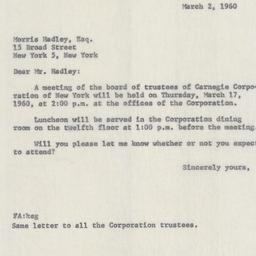 March 2, 1960
Morris Hadley, Esq.
15 Broad Street
New York 5, New York
Dear Mr. Hadley:
A meeting of the board of trustees of Carnegie Corpo-
ration of New York will be held on Thursday, March 17,
1960, at 2:00 p.m. at the offices of the Corporation.
Luncheon will be served in the Corporation dining
room on the twelfth floor at 1:00 p.m. before the meeting.
Will you please let me know whether or not you expect
to attend?
Sincerely yours,
FA:hsg
Same letter to all the Corporation trustees.